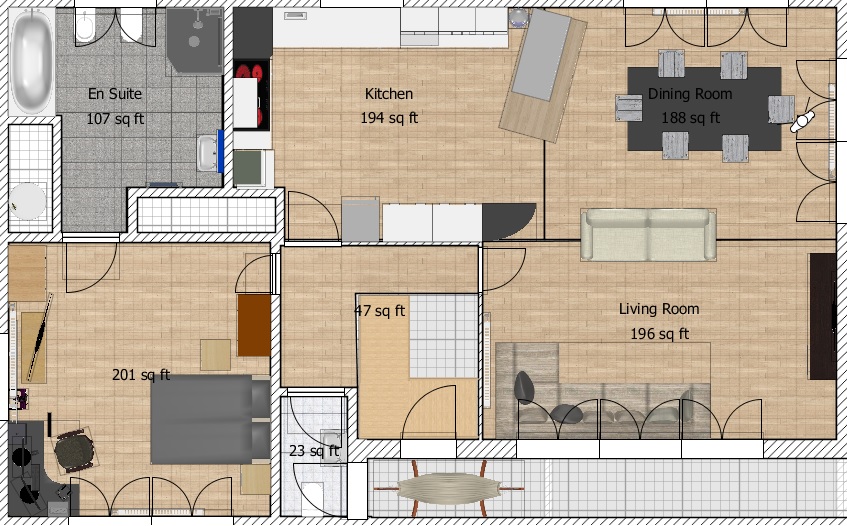 En Suite
107 sq ft
Kitchen
194 sq ft
Dining Room
188 sq ft
47 sq ft
Living Room
196 sq ft
201 sq ft
23 sq ft